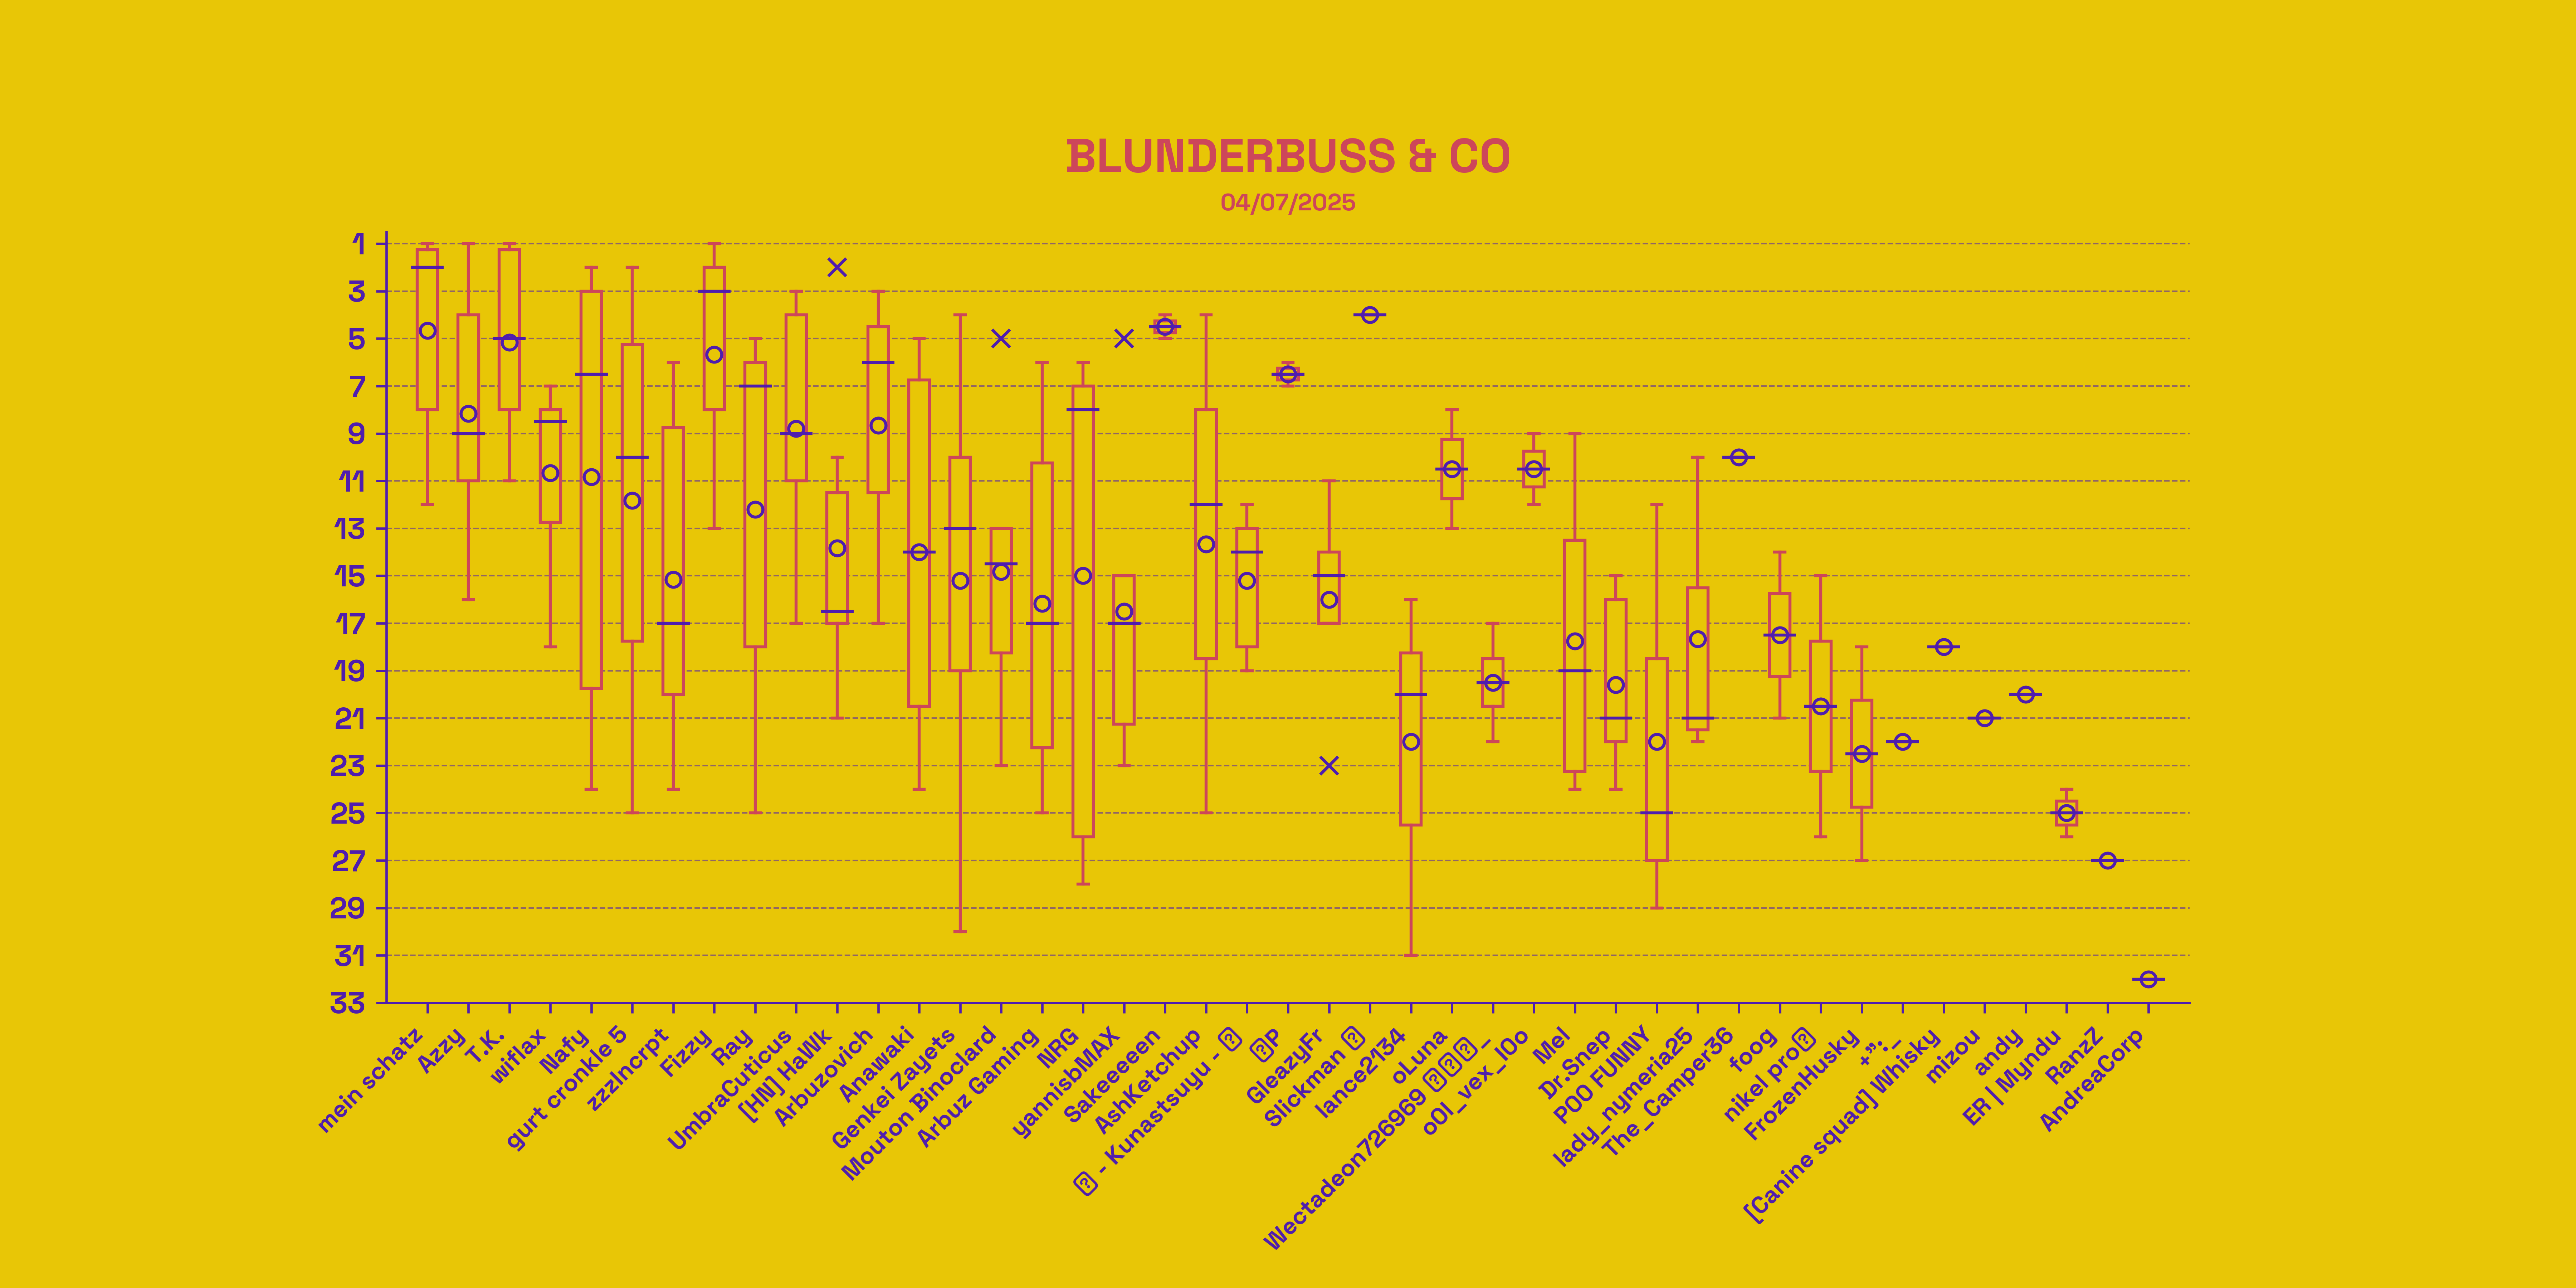 BLUNDERBUSS & CO
04/07/2025
1
3
5
7
9
11
13
15
17
19
21
23
25
27
29
31
33
mein schatz
Azzy
T.K.
wiflax
Nafy
gurt cronkle 5
zzzIncrpt
Fizzy
Ray
UmbraCuticus
[HN] HaWk
Arbuzovich
Anawaki
Genkei Zayets
Mouton Binoclard
Arbuz Gaming
NRG
yannisbMAX
Sakeeeeen
AshKetchup
- Kunastsuyu -
P
GleazyFr
Slickman
lance2134
oLuna
Wectadeon726969 _
oOl_vex_lOo
Mel
Dr.Snep
POO FUNNY
lady_nymeria25
The_Camper36
foog
nikel pro
FrozenHusky
[Canine squad] Whisky
mizou
andy
ER | Myndu
RanzZ
AndreaCorp